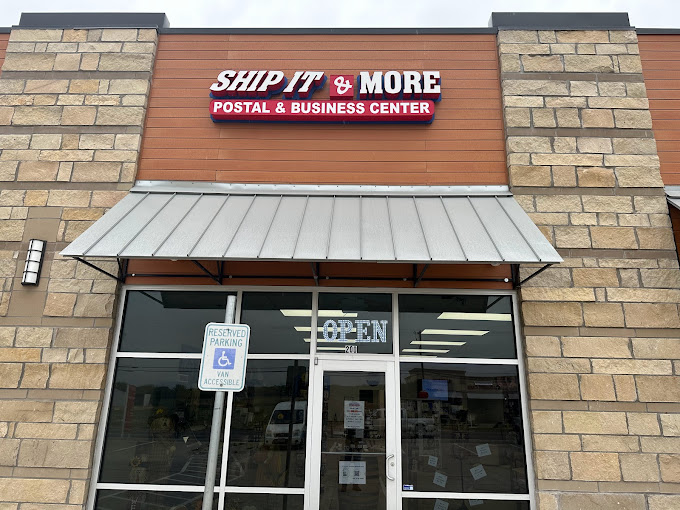 SHIP IT & MORE
POSTAL & BUSINESS CENTER
OPEN
201
RESERVED
PARKING
VAN
ACCESSIBLE